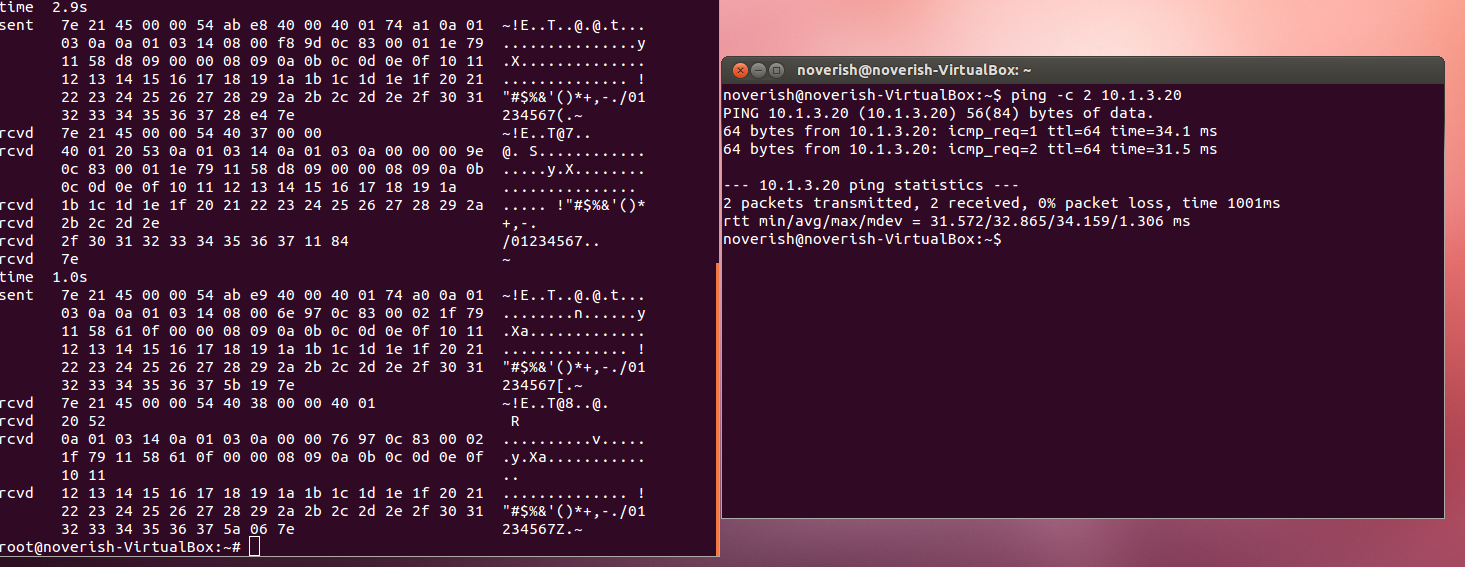 time  2.9s
sent   7e 21 45 00 00 54 ab e8 40 00 40 01 74 a1 0a 01  ~!E..T..@.@.t...
       03 0a 0a 01 03 14 08 00 f8 9d 0c 83 00 01 1e 79  ...............y
       11 58 d8 09 00 00 08 09 0a 0b 0c 0d 0e 0f 10 11  .X..............
       12 13 14 15 16 17 18 19 1a 1b 1c 1d 1e 1f 20 21  .............. !
       22 23 24 25 26 27 28 29 2a 2b 2c 2d 2e 2f 30 31  "#$%&'()*+,-./01
       32 33 34 35 36 37 28 e4 7e                       234567(.~
rcvd   7e 21 45 00 00 54 40 37 00 00                    ~!E..T@7..
rcvd   40 01 20 53 0a 01 03 14 0a 01 03 0a 00 00 00 9e  @. S............
       0c 83 00 01 1e 79 11 58 d8 09 00 00 08 09 0a 0b  .....y.X........
       0c 0d 0e 0f 10 11 12 13 14 15 16 17 18 19 1a     ...............
rcvd   1b 1c 1d 1e 1f 20 21 22 23 24 25 26 27 28 29 2a  ..... !"#$%&'()*
rcvd   2b 2c 2d 2e                                      +,-.
rcvd   2f 30 31 32 33 34 35 36 37 11 84                 /01234567..
rcvd   7e                                               ~
time  1.0s
sent   7e 21 45 00 00 54 ab e9 40 00 40 01 74 a0 0a 01  ~!E..T..@.@.t...
       03 0a 0a 01 03 14 08 00 6e 97 0c 83 00 02 1f 79  ........n......y
       11 58 61 0f 00 00 08 09 0a 0b 0c 0d 0e 0f 10 11  .Xa.............
       12 13 14 15 16 17 18 19 1a 1b 1c 1d 1e 1f 20 21  .............. !
       22 23 24 25 26 27 28 29 2a 2b 2c 2d 2e 2f 30 31  "#$%&'()*+,-./01
       32 33 34 35 36 37 5b 19 7e                       234567[.~
rcvd   7e 21 45 00 00 54 40 38 00 00 40 01              ~!E..T@8..@.
rcvd   20 52                                             R
rcvd   0a 01 03 14 0a 01 03 0a 00 00 76 97 0c 83 00 02  ..........v.....
       1f 79 11 58 61 0f 00 00 08 09 0a 0b 0c 0d 0e 0f  .y.Xa...........
       10 11                                            ..
rcvd   12 13 14 15 16 17 18 19 1a 1b 1c 1d 1e 1f 20 21  .............. !
       22 23 24 25 26 27 28 29 2a 2b 2c 2d 2e 2f 30 31  "#$%&'()*+,-./01
       32 33 34 35 36 37 5a 06 7e                       234567Z.~
root@noverish-VirtualBox:~#
noverish@noverish-VirtualBox: ~
noverish@noverish-VirtualBox:~$ ping -c 2 10.1.3.20
PING 10.1.3.20 (10.1.3.20) 56(84) bytes of data.
64 bytes from 10.1.3.20: icmp_req=1 ttl=64 time=34.1 ms
64 bytes from 10.1.3.20: icmp_req=2 ttl=64 time=31.5 ms

--- 10.1.3.20 ping statistics ---
2 packets transmitted, 2 received, 0% packet loss, time 1001ms
rtt min/avg/max/mdev = 31.572/32.865/34.159/1.306 ms
noverish@noverish-VirtualBox:~$